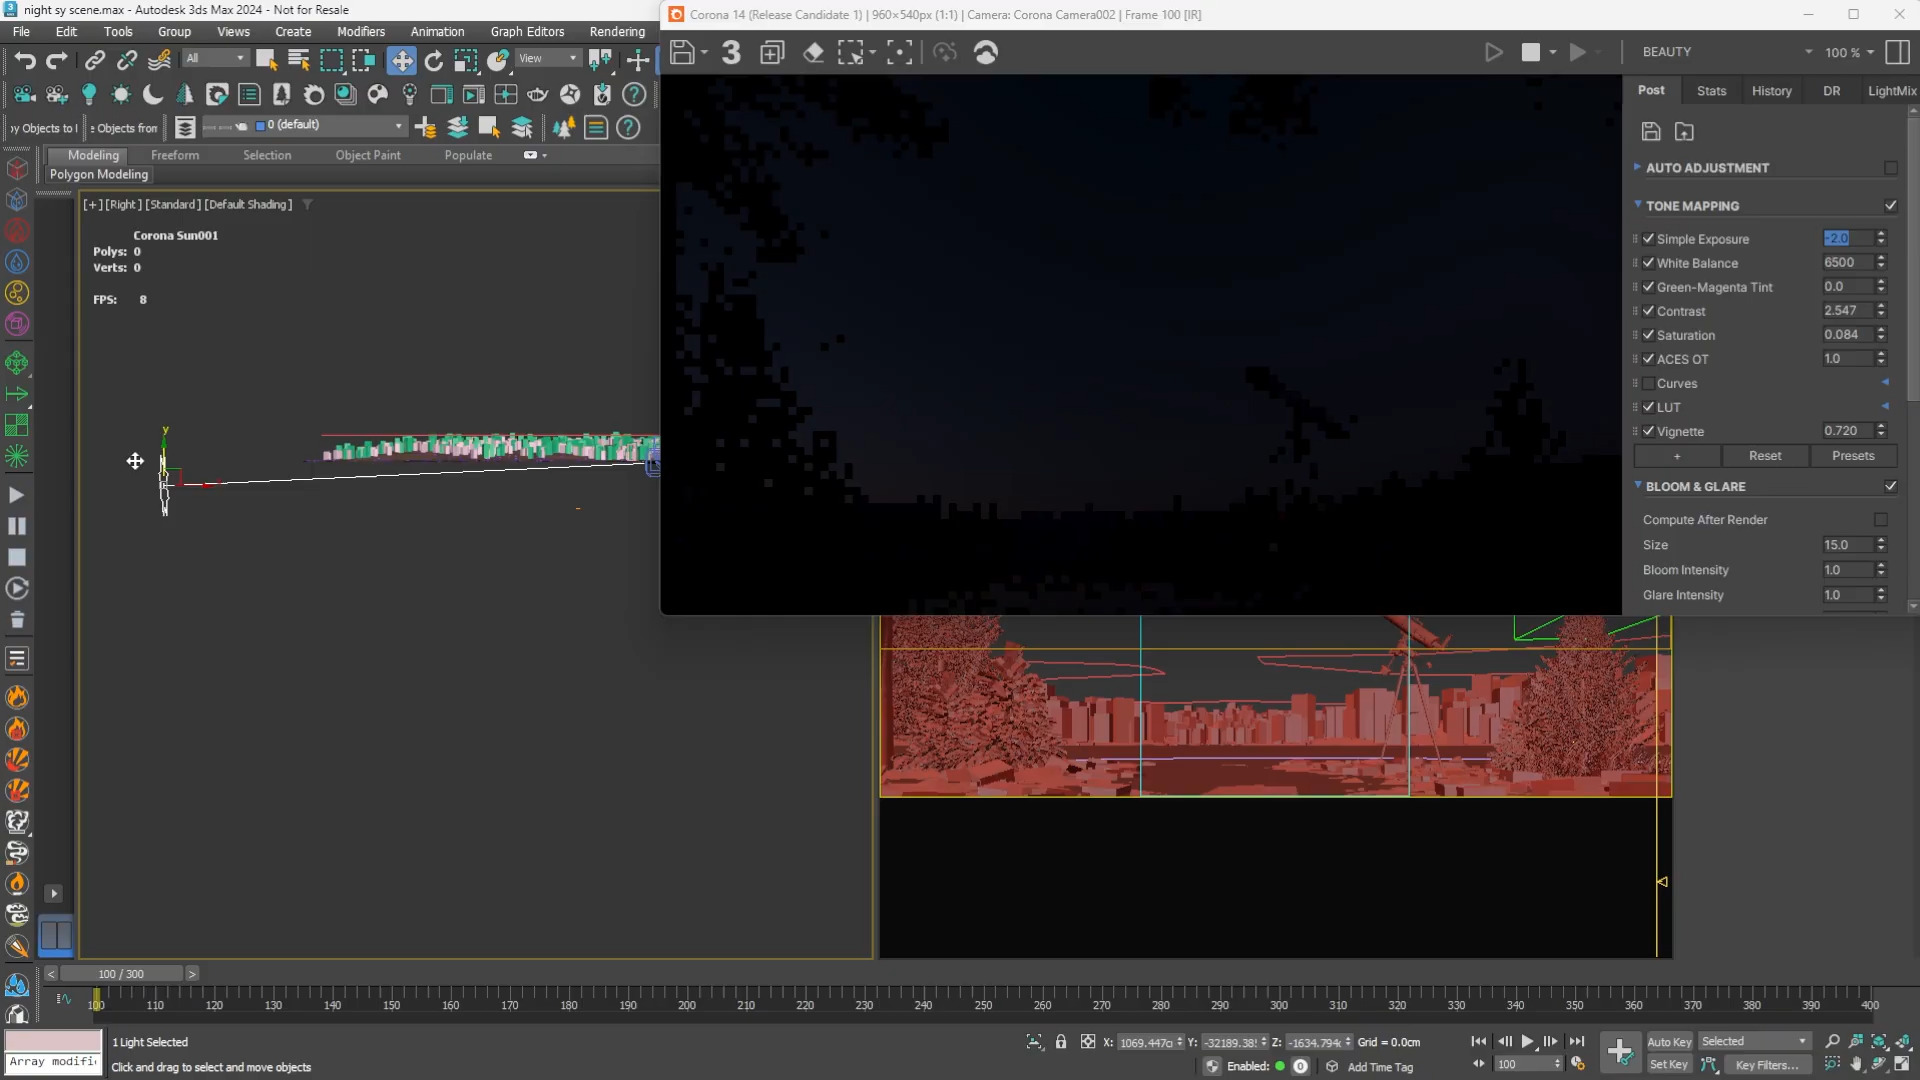 night sy scene.max - Autodesk 3ds Max 2024 - Not for Resale
File Edit Tools Group Views Create Modifiers Animation Graph Editors Rendering
All View
y Objects to l e Objects from 0 (default)
Modeling Freeform Selection Object Paint Populate
Polygon Modeling
[+] [Right] [Standard] [Default Shading]
Corona Sun001
Polys: 0
Verts: 0
FPS: 8
y
Corona 14 (Release Candidate 1) | 960×540px (1:1) | Camera: Corona Camera002 | Frame 100 [IR]
3
BEAUTY 100 %
Post Stats History DR LightMix
AUTO ADJUSTMENT
TONE MAPPING
Simple Exposure -2.0
White Balance 6500
Green-Magenta Tint 0.0
Contrast 2.547
Saturation 0.084
ACES OT 1.0
Curves
LUT
Vignette 0.720
+ Reset Presets
BLOOM & GLARE
Compute After Render
Size 15.0
Bloom Intensity 1.0
Glare Intensity 1.0
< 100 / 300 >
100 110 120 130 140 150 160 170 180 190 200 210 220 230 240 250 260 270 280 290 300 310 320 330 340 350 360 370 380 390 400
1 Light Selected
X: 1069.447c Y: -32189.38 Z: -1634.794 Grid = 0.0cm
Auto Key Selected
Array modifi
Click and drag to select and move objects
Enabled: 0 Add Time Tag
100
Set Key Key Filters...